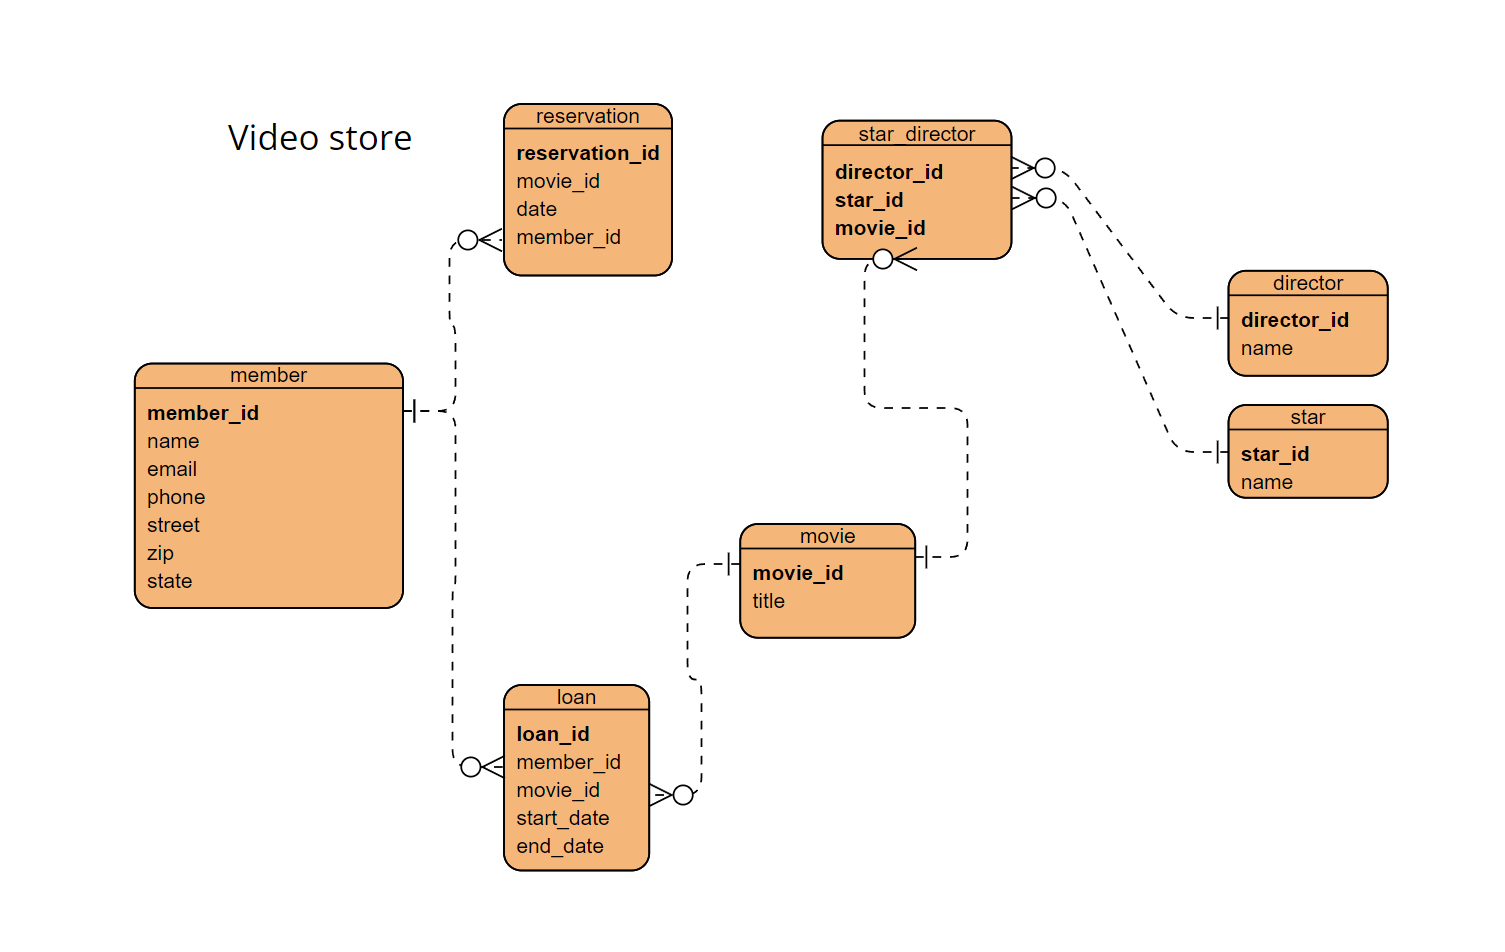 Video store
reservation
reservation_id
movie_id
date
member_id
star_director
director_id
star_id
movie_id
director
director_id
name
member
member_id
name
email
phone
street
zip
state
star
star_id
name
movie
movie_id
title
loan
loan_id
member_id
movie_id
start_date
end_date